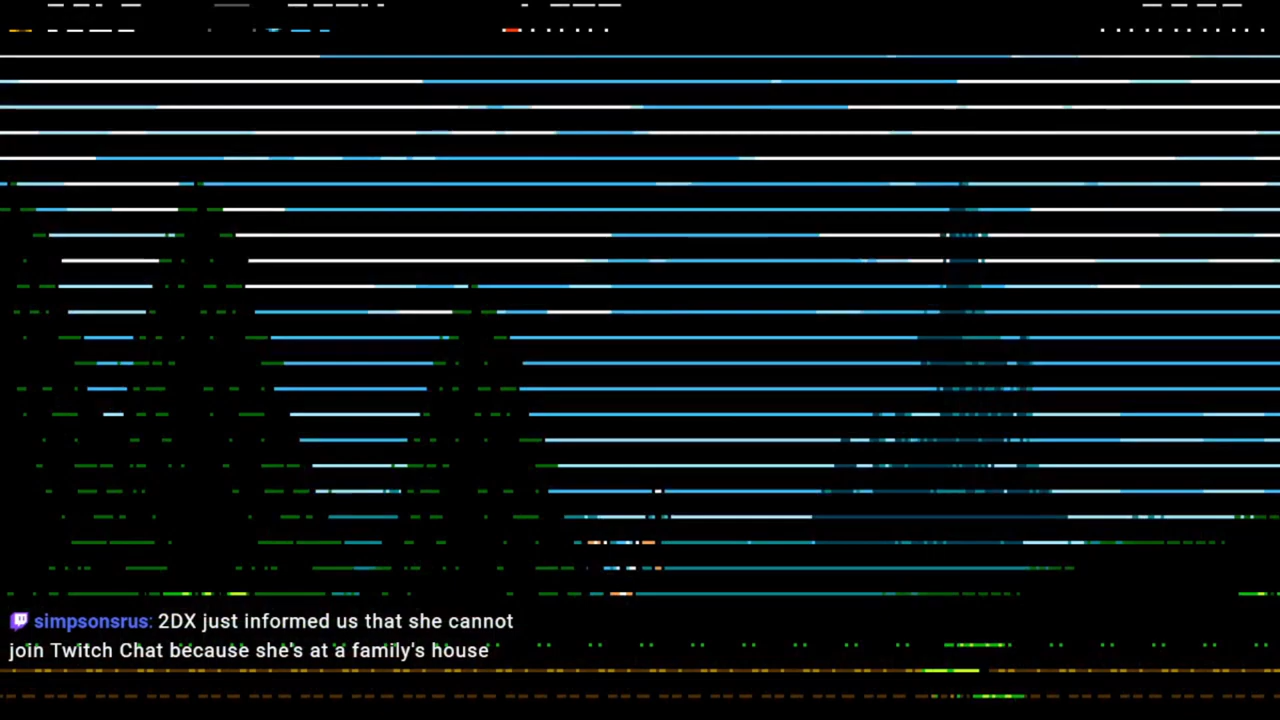 simpsonsrus: 2DX just informed us that she cannot
join Twitch Chat because she's at a family's house